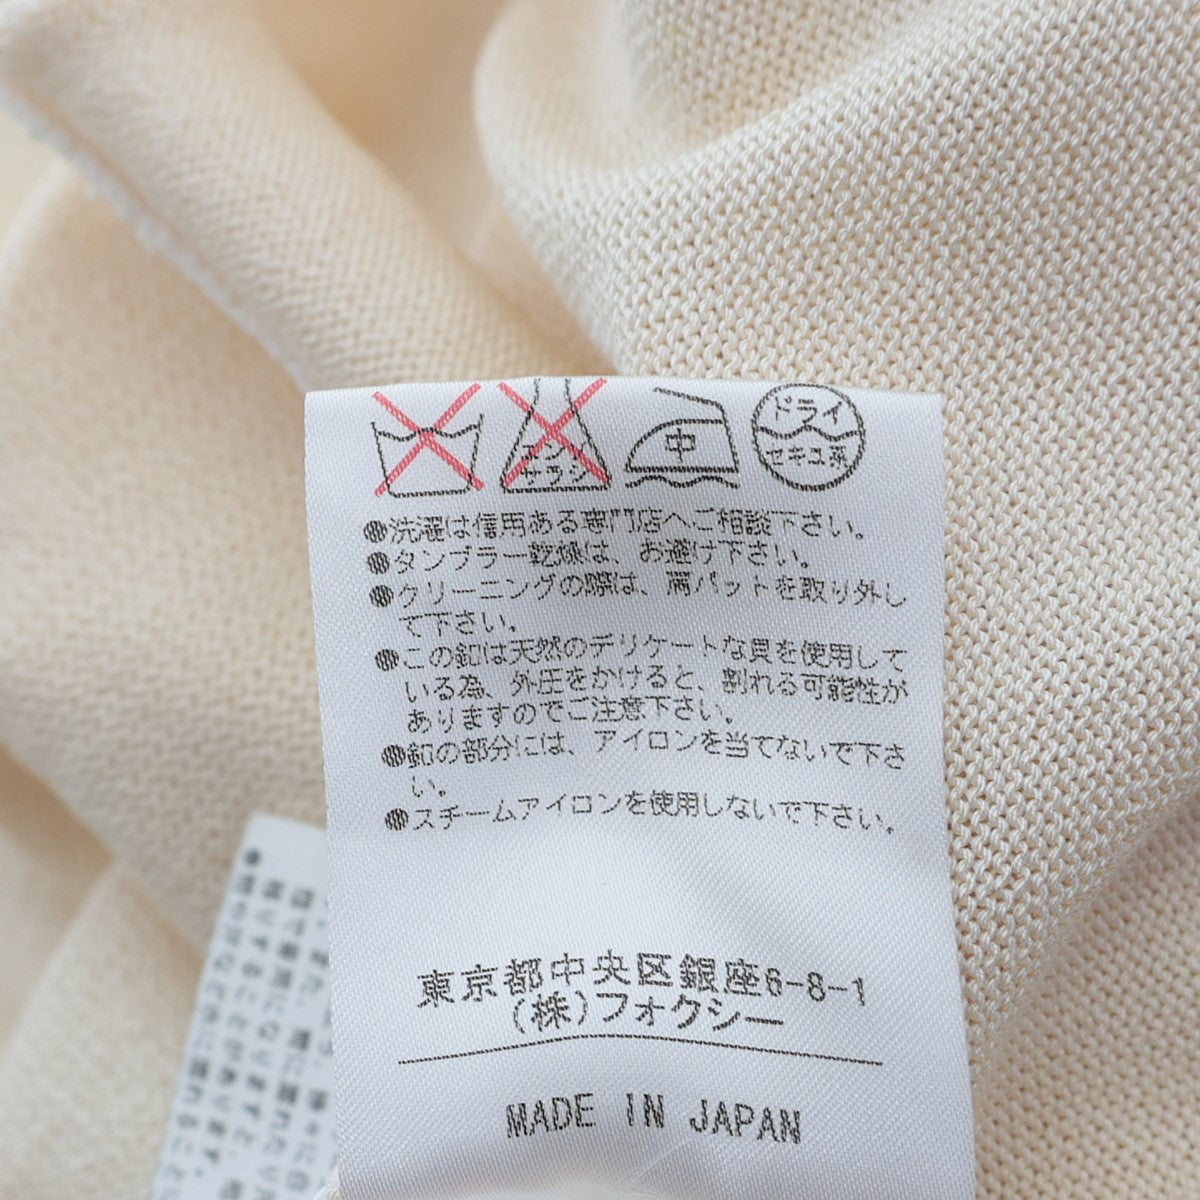 エンソ
サラシ
中
ドライ
セキユ系
●洗濯は信用ある専門店へご相談下さい。
●タンブラー乾燥は、お避け下さい。
●クリーニングの際は、肩パットを取り外し
て下さい。
●この釦は天然のデリケートな貝を使用して
いる為、外圧をかけると、割れる可能性が
ありますのでご注意下さい。
●釦の部分には、アイロンを当てないで下さ
い。
●スチームアイロンを使用しないで下さい。
東京都中央区銀座6-8-1
(株)フォクシー
MADE IN JAPAN